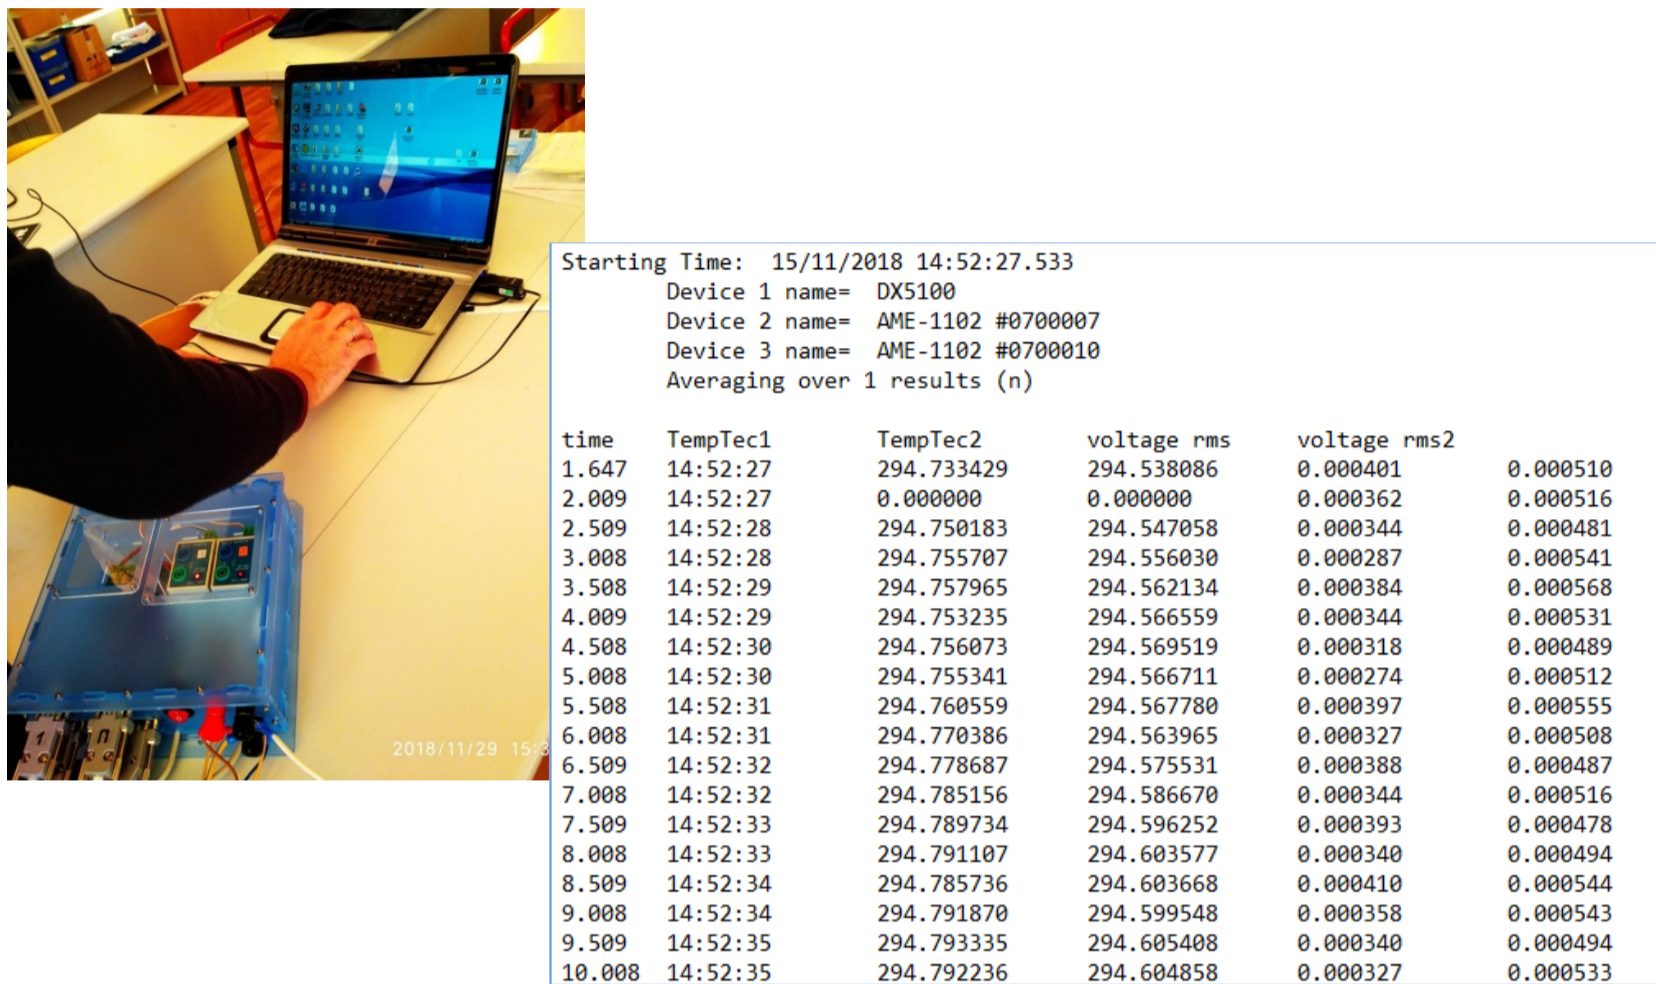 2018/11/29 15:3
1
n
Starting Time: 15/11/2018 14:52:27.533
Device 1 name= DX5100
Device 2 name= AME-1102 #0700007
Device 3 name= AME-1102 #0700010
Averaging over 1 results (n)
time TempTec1 TempTec2 voltage rms voltage rms2
1.647 14:52:27 294.733429 294.538086 0.000401 0.000510
2.009 14:52:27 0.000000 0.000000 0.000362 0.000516
2.509 14:52:28 294.750183 294.547058 0.000344 0.000481
3.008 14:52:28 294.755707 294.556030 0.000287 0.000541
3.508 14:52:29 294.757965 294.562134 0.000384 0.000568
4.009 14:52:29 294.753235 294.566559 0.000344 0.000531
4.508 14:52:30 294.756073 294.569519 0.000318 0.000489
5.008 14:52:30 294.755341 294.566711 0.000274 0.000512
5.508 14:52:31 294.760559 294.567780 0.000397 0.000555
6.008 14:52:31 294.770386 294.563965 0.000327 0.000508
6.509 14:52:32 294.778687 294.575531 0.000388 0.000487
7.008 14:52:32 294.785156 294.586670 0.000344 0.000516
7.509 14:52:33 294.789734 294.596252 0.000393 0.000478
8.008 14:52:33 294.791107 294.603577 0.000340 0.000494
8.509 14:52:34 294.785736 294.603668 0.000410 0.000544
9.008 14:52:34 294.791870 294.599548 0.000358 0.000543
9.509 14:52:35 294.793335 294.605408 0.000340 0.000494
10.008 14:52:35 294.792236 294.604858 0.000327 0.000533